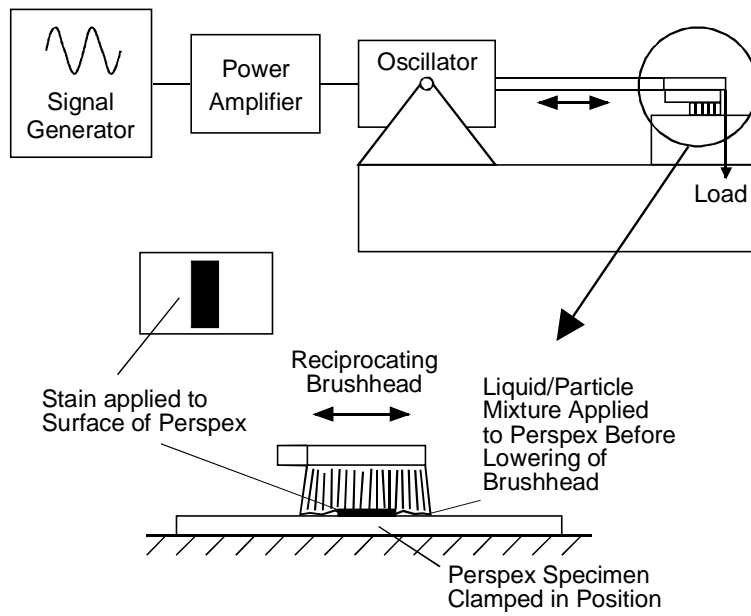 Signal
Generator
Power
Amplifier
Oscillator
Load
Stain applied to
Surface of Perspex
Reciprocating
Brushhead
Liquid/Particle
Mixture Applied
to Perspex Before
Lowering of
Brushhead
Perspex Specimen
Clamped in Position